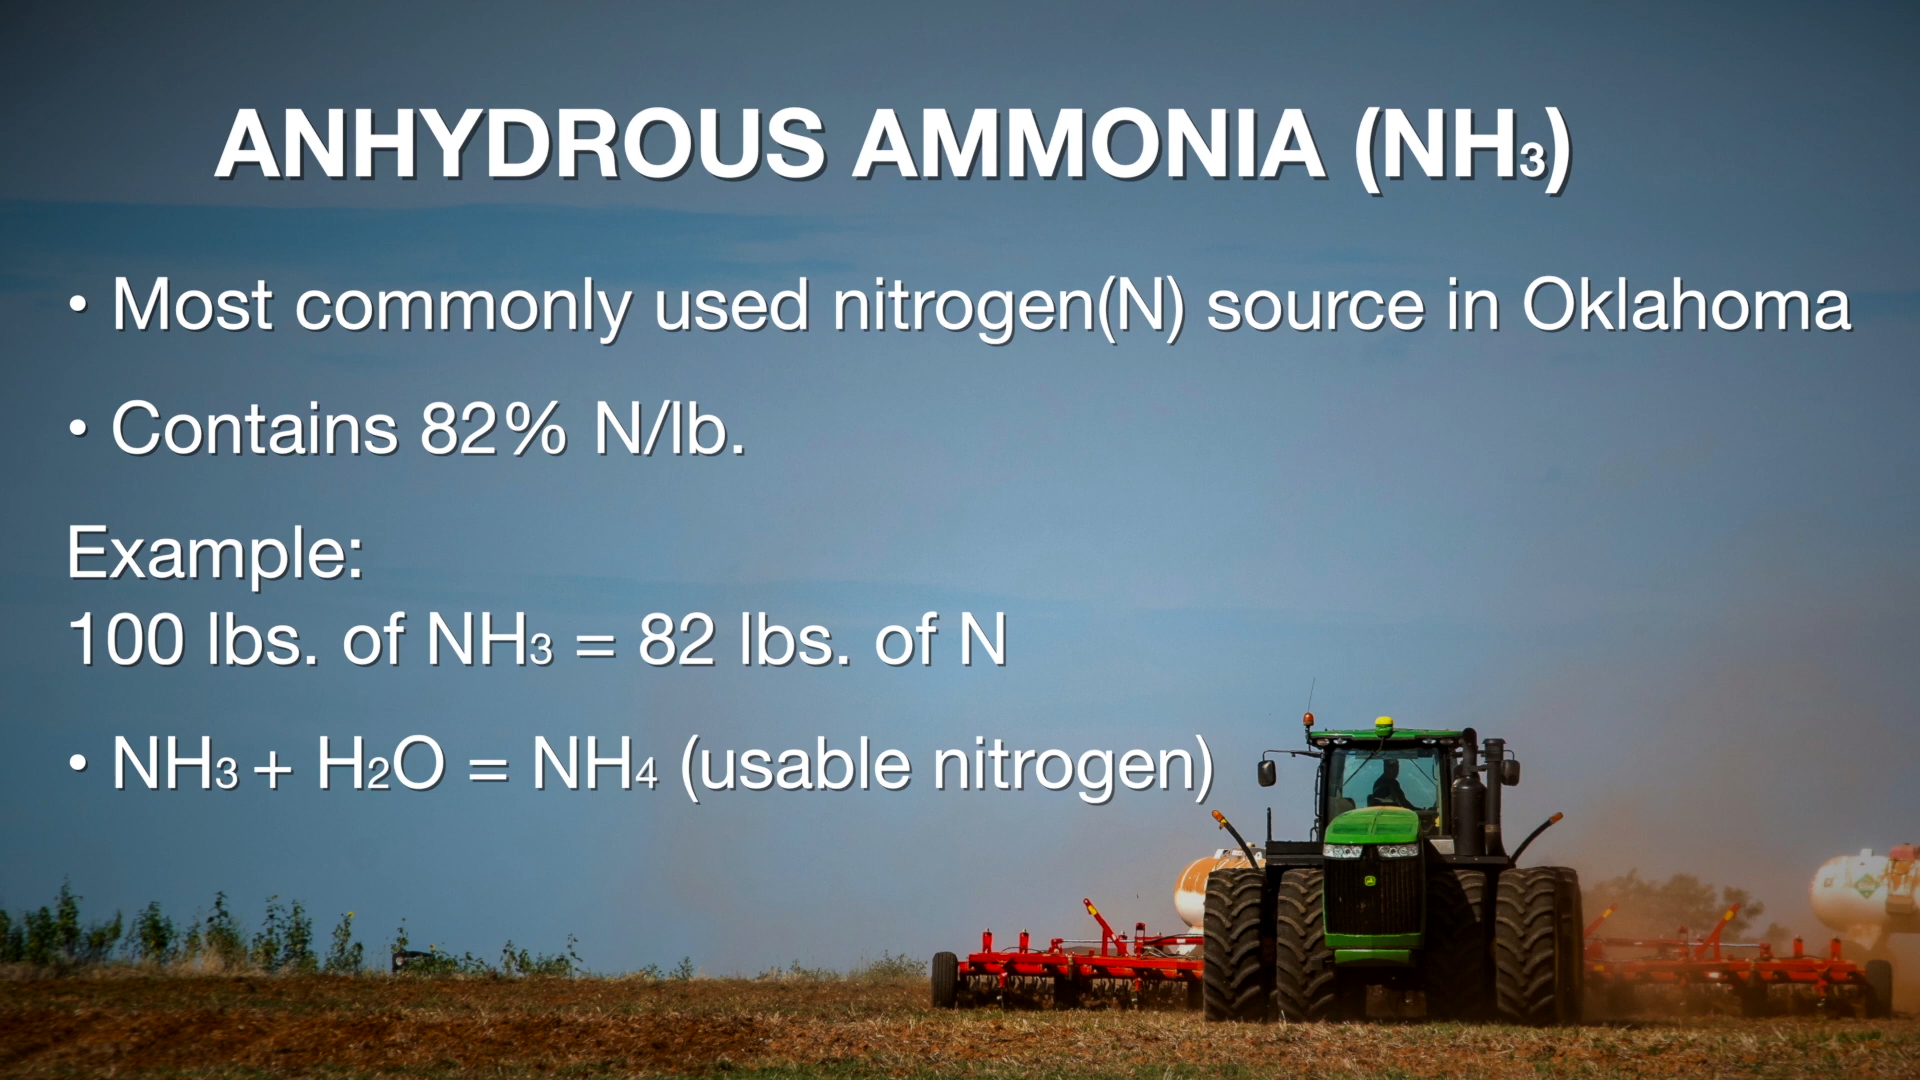 ANHYDROUS AMMONIA (NH₃)
• Most commonly used nitrogen(N) source in Oklahoma
• Contains 82% N/lb.
Example:
100 lbs. of NH₃ = 82 lbs. of N
• NH₃ + H₂O = NH₄ (usable nitrogen)